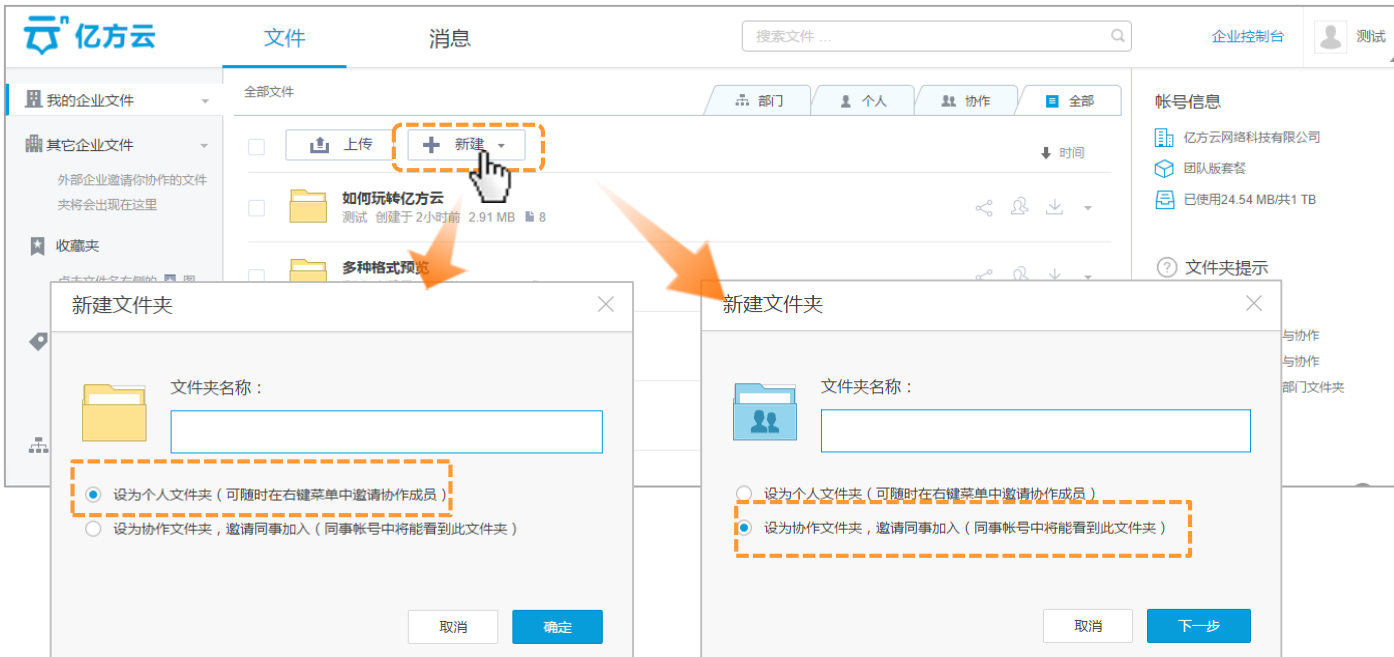 亿方云
文件
消息
搜索文件 ...
企业控制台
测试
我的企业文件
其它企业文件
外部企业邀请你协作的文件
夹将会出现在这里
收藏夹
全部文件
部门
个人
协作
全部
上传
新建
时间
如何玩转亿方云
测试 创建于 2小时前 2.91 MB 8
多种格式预览
帐号信息
亿方云网络科技有限公司
团队版套餐
已使用24.54 MB/共1 TB
文件夹提示
与协作
与协作
部门文件夹
新建文件夹
文件夹名称：
设为个人文件夹（可随时在右键菜单中邀请协作成员）
设为协作文件夹，邀请同事加入（同事帐号中将能看到此文件夹）
取消
确定
新建文件夹
文件夹名称：
设为个人文件夹（可随时在右键菜单中邀请协作成员）
设为协作文件夹，邀请同事加入（同事帐号中将能看到此文件夹）
取消
下一步